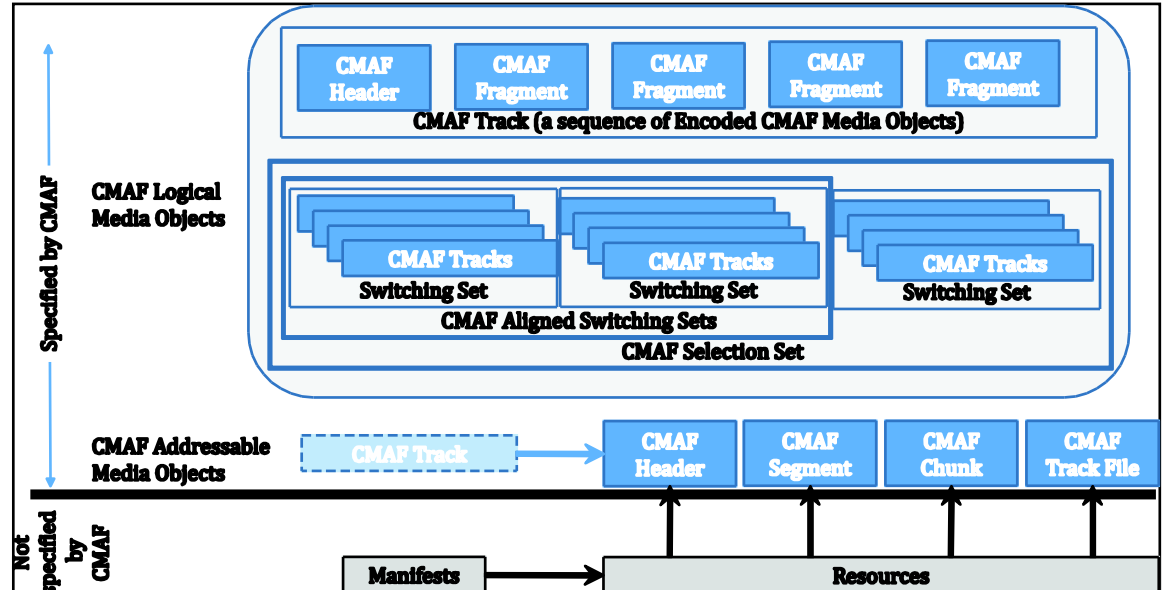 CMAF
Header
CMAF
Fragment
CMAF
Fragment
CMAF
Fragment
CMAF
Fragment
CMAF Track (a sequence of Encoded CMAF Media Objects)
Specified by CMAF
CMAF Logical
Media Objects
CMAF Tracks
Switching Set
CMAF Tracks
Switching Set
CMAF Tracks
Switching Set
CMAF Aligned Switching Sets
CMAF Selection Set
CMAF Addressable
Media Objects
CMAF Track
CMAF
Header
CMAF
Segment
CMAF
Chunk
CMAF
Track File
Not
specified
by
CMAF
Manifests
Resources